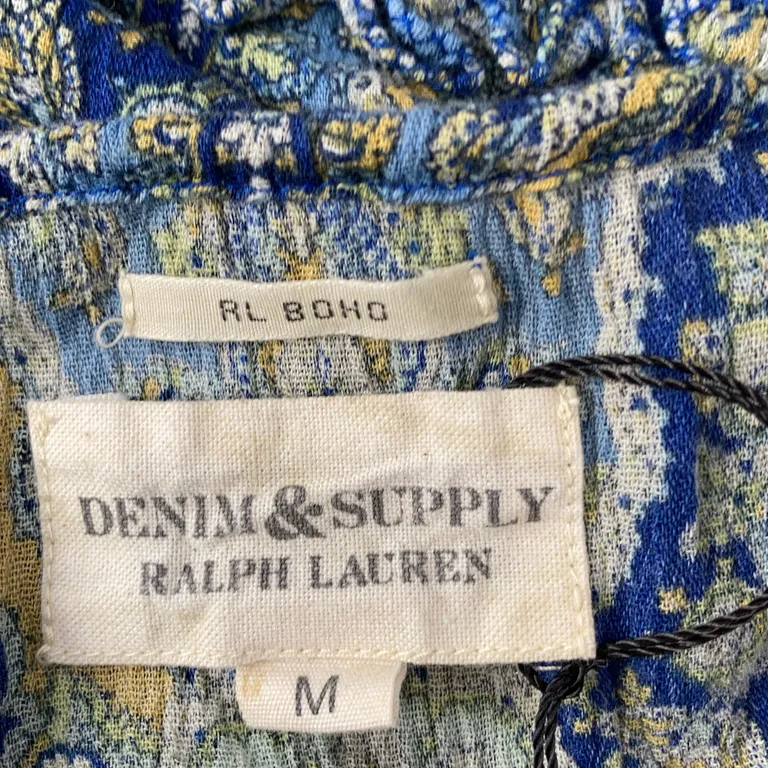 RL BOHO
DENIM & SUPPLY
RALPH LAUREN
M